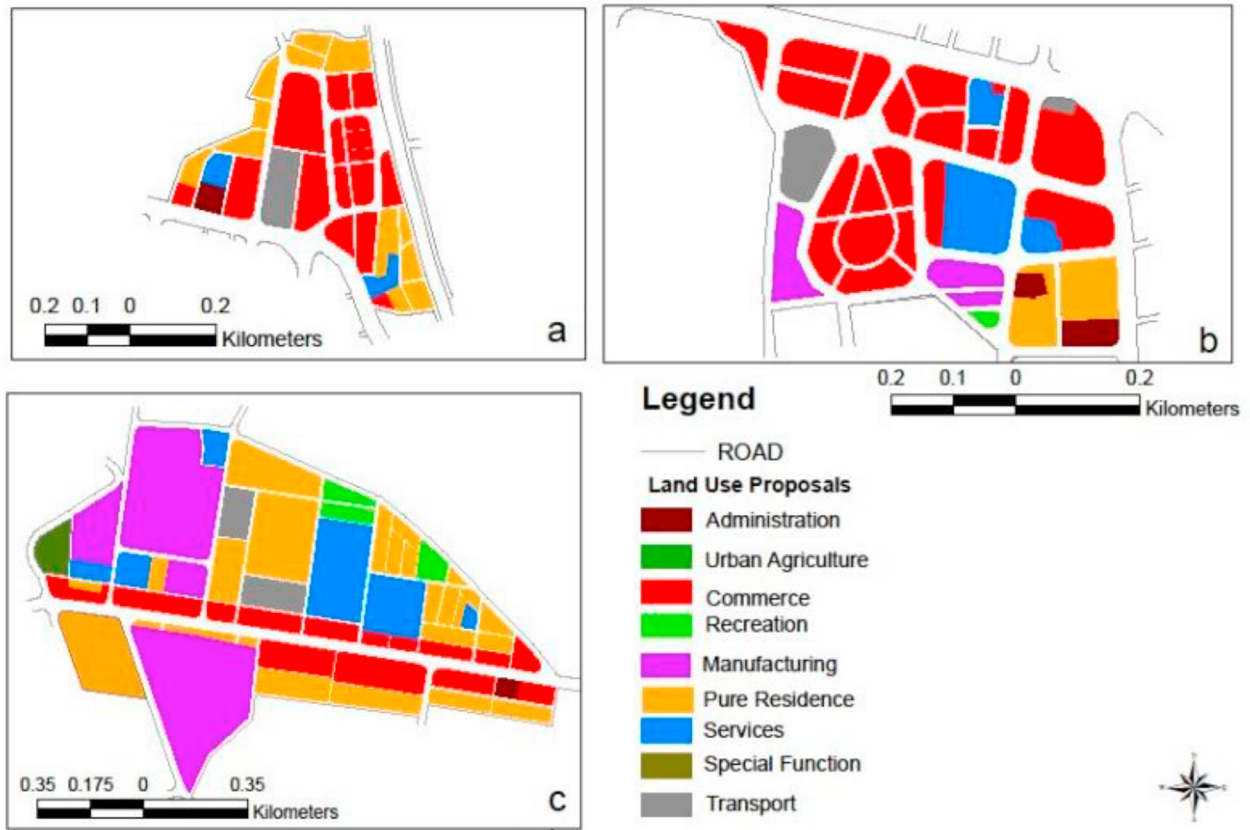 0.2 0.1 0 0.2
Kilometers
a
b
0.2 0.1 0 0.2
Kilometers
Legend
ROAD
Land Use Proposals
Administration
Urban Agriculture
Commerce
Recreation
Manufacturing
Pure Residence
Services
Special Function
Transport
0.35 0.175 0 0.35
Kilometers
c